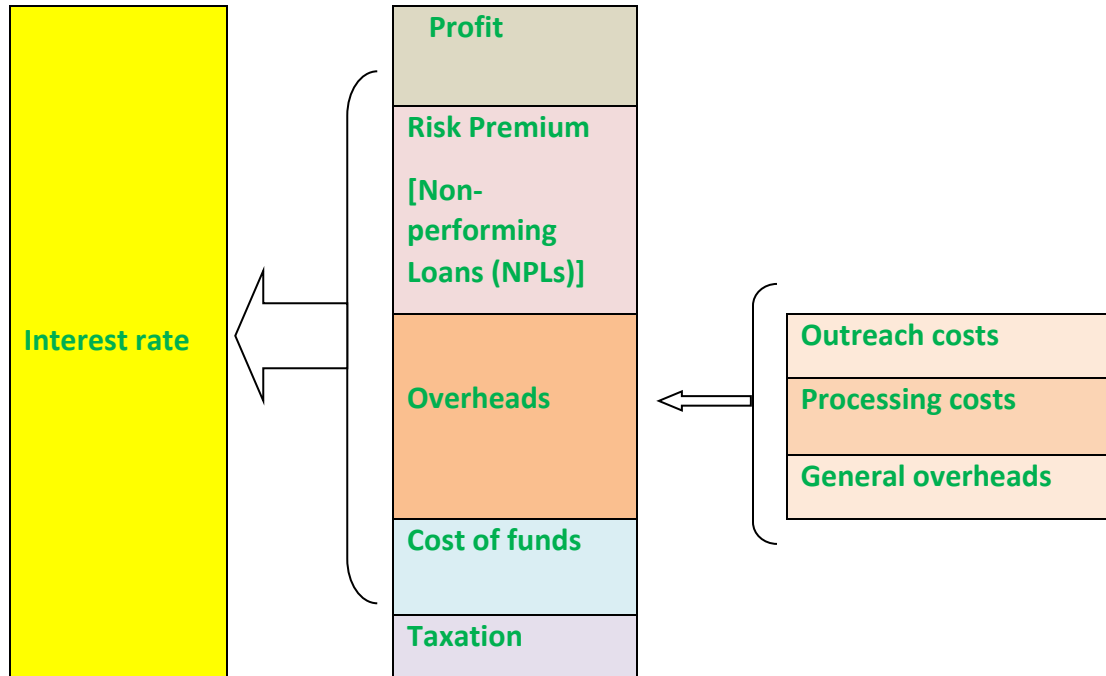 Interest rate
Profit
Risk Premium
[Non-
performing
Loans (NPLs)]
Overheads
Cost of funds
Taxation
Outreach costs
Processing costs
General overheads